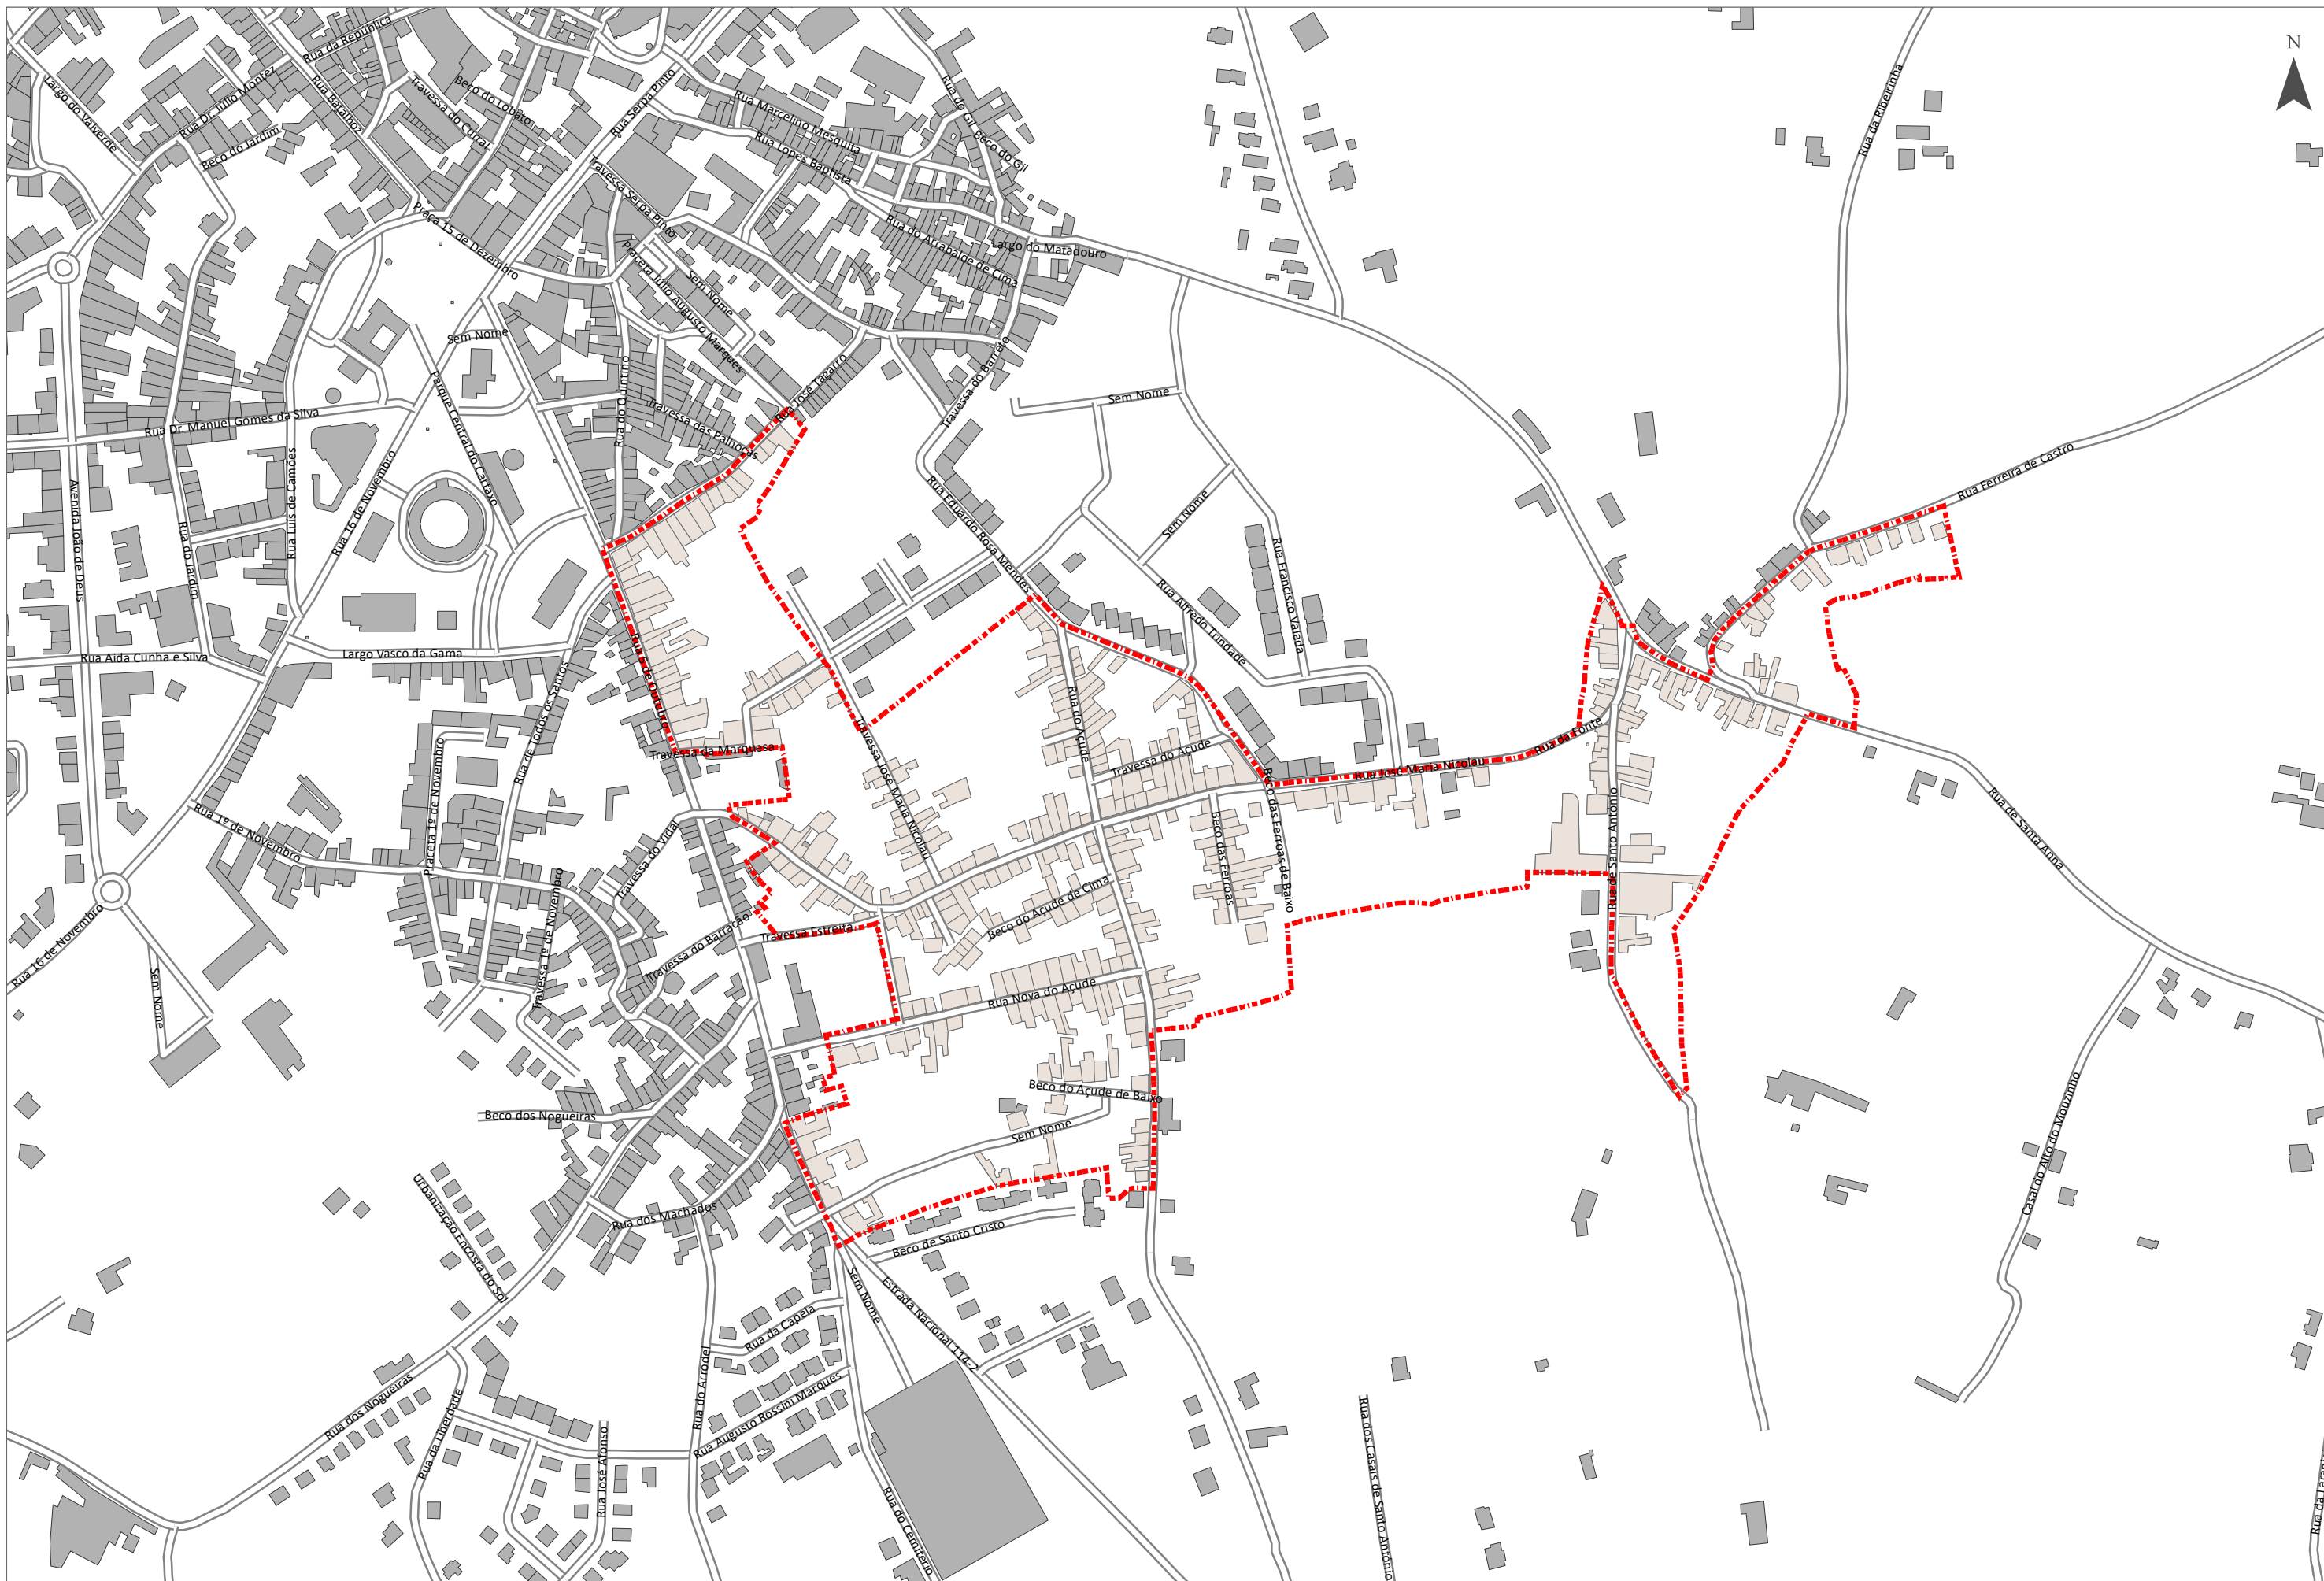 N
Rua da República
Largo do Valverde
Rua Dr. Júlio Montez
Rua Batalhoz
Travessa do Curral
Beco do Lobato
Rua Serpa Pinto
Rua Marcelino Mesquita
Rua do Gil
Beco do Gil
Rua da Ribeirinha
Beco do Jardim
Rua Lopes Baptista
Travessa Serpa Pinto
Praça 15 de Dezembro
Rua do Arrabalde de Cima
Largo do Matadouro
Praceta Júlio Augusto Marques
Sem Nome
Sem Nome
Parque Central do Cartaxo
Rua do Quintino
Rua José Tagarro
Travessa do Barreto
Sem Nome
Rua Dr. Manuel Gomes da Silva
Travessa das Palhoças
Rua Luis de Camões
Rua 16 de Novembro
Avenida João de Deus
Rua do Jardim
Rua Eduardo Rosa Mendes
Sem Nome
Rua Ferreira de Castro
Rua Francisco Valada
Rua Alfredo Trindade
Rua Aida Cunha e Silva
Largo Vasco da Gama
Rua 5 de Outubro
Rua de Todos os Santos
Rua do Açude
Travessa José Maria Nicolau
Travessa da Marquesa
Travessa do Açude
Rua da Fonte
Rua José Maria Nicolau
Praceta 1º de Novembro
Rua 1º de Novembro
Travessa do Vidal
Beco das Ferroas
Beco das Ferroas de Baixo
Rua de Santo António
Rua de Santa Anna
Beco do Açude de Cima
Travessa Estreita
Travessa do Barracão
Travessa 1º de Novembro
Rua 16 de Novembro
Sem Nome
Rua Nova do Açude
Beco do Açude de Baixo
Sem Nome
Beco dos Nogueiras
Casal do Alto do Mouzinho
Urbanização Encosta do Sol
Rua dos Machados
Beco de Santo Cristo
Sem Nome
Estrada Nacional 114-2
Rua da Capela
Rua do Arrodel
Rua Augusto Rossini Marques
Rua dos Nogueiras
Rua da Liberdade
Rua José Afonso
Rua do Cemitério
Rua dos Casais de Santo António